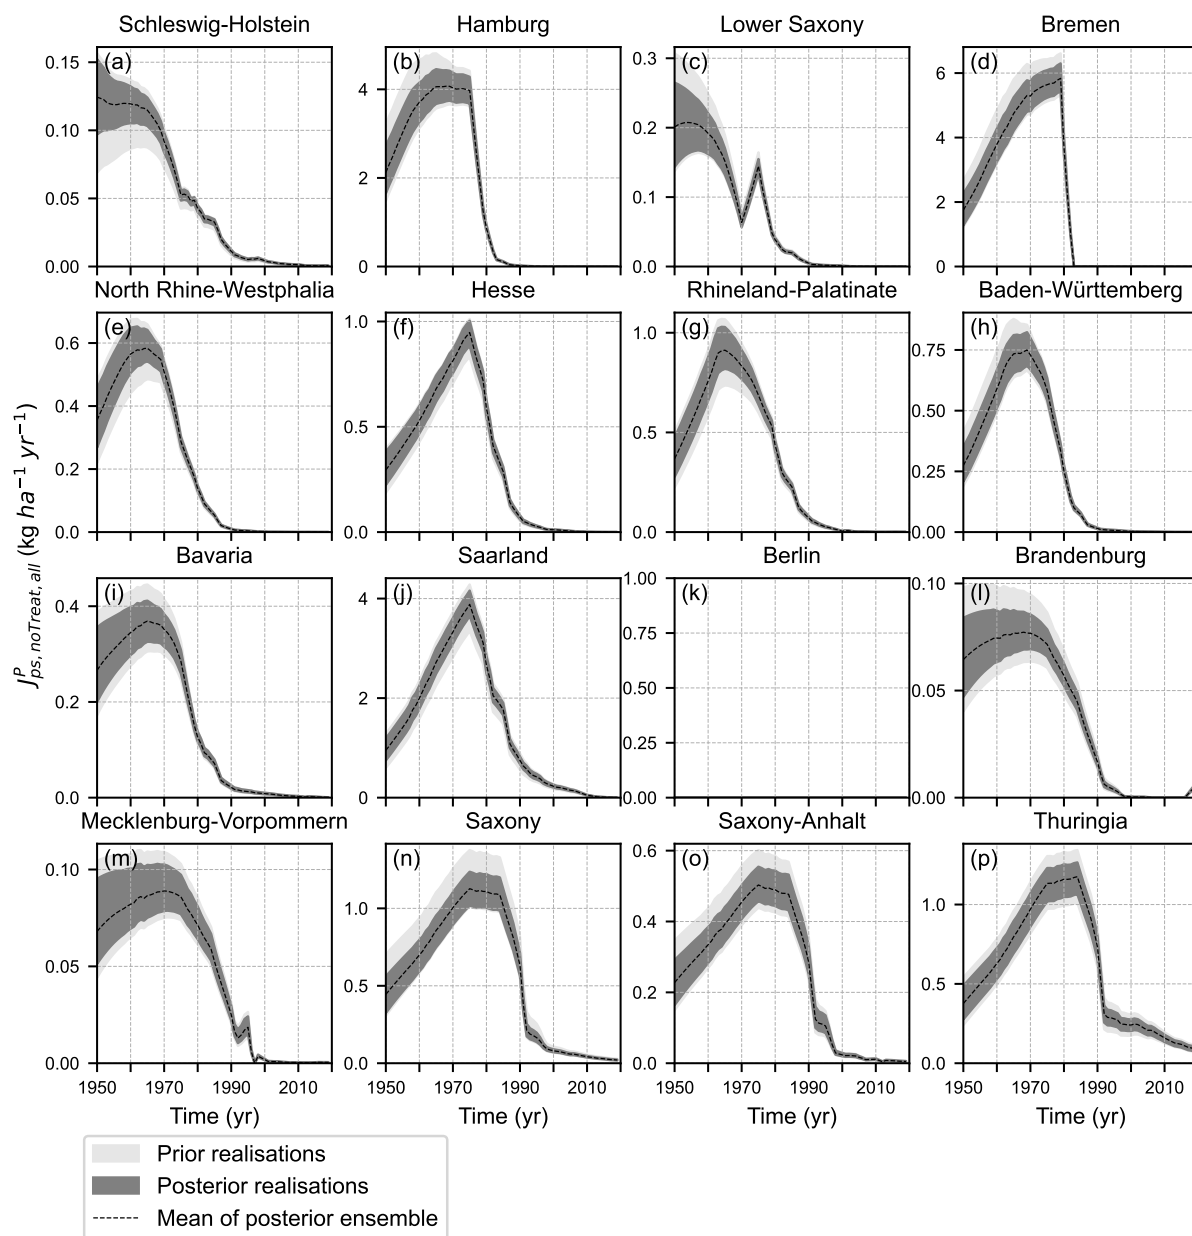 Schleswig-Holstein Hamburg Lower Saxony Bremen
(a) (b) (c) (d)
0.15 0.10 0.05 0.00
4 2 0
0.3 0.2 0.1 0.0
6 4 2 0
North Rhine-Westphalia Hesse Rhineland-Palatinate Baden-Württemberg
(e) (f) (g) (h)
0.6 0.4 0.2 0.0
1.0 0.5 0.0
1.0 0.5 0.0
0.75 0.50 0.25 0.00
J^P_{ps, noTreat, all} (kg ha⁻¹ yr⁻¹)
Bavaria Saarland Berlin Brandenburg
(i) (j) (k) (l)
0.4 0.2 0.0
4 2 0
1.00 0.75 0.50 0.25 0.00
0.10 0.05 0.00
Mecklenburg-Vorpommern Saxony Saxony-Anhalt Thuringia
(m) (n) (o) (p)
0.10 0.05 0.00
1.0 0.5 0.0
0.6 0.4 0.2 0.0
1.0 0.5 0.0
1950 1970 1990 2010 1950 1970 1990 2010 1950 1970 1990 2010 1950 1970 1990 2010
Time (yr) Time (yr) Time (yr) Time (yr)
Prior realisations
Posterior realisations
Mean of posterior ensemble